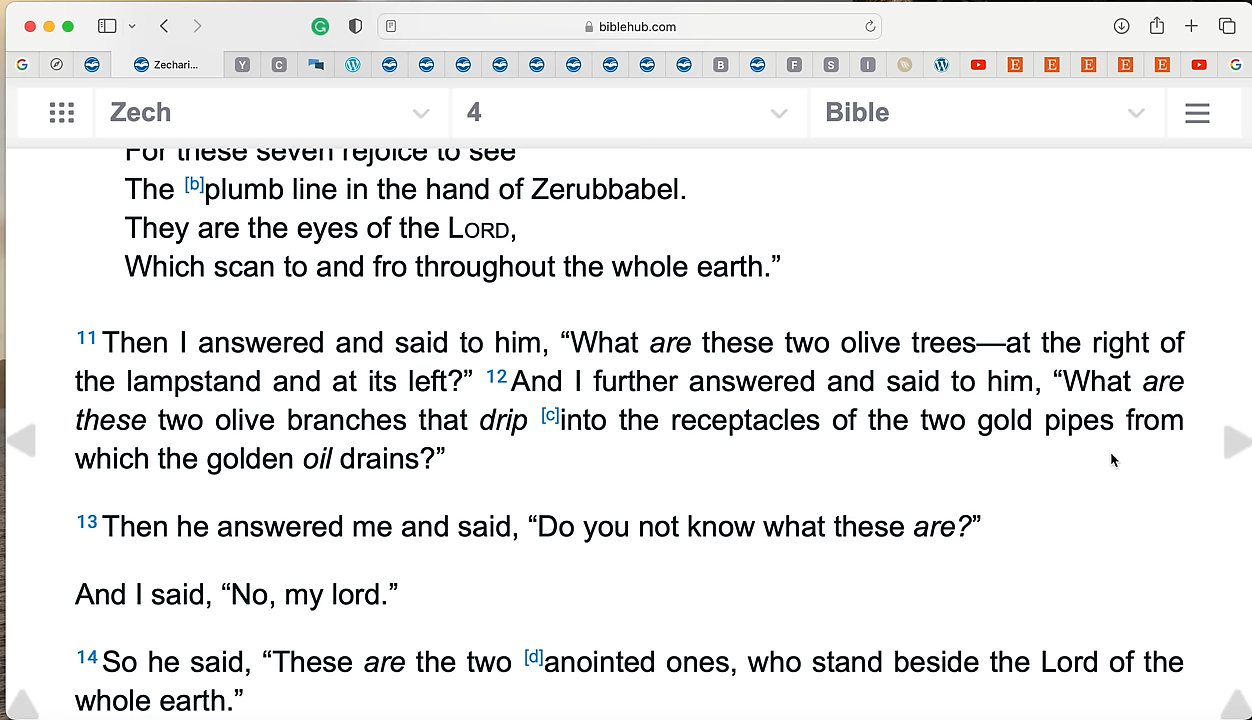 biblehub.com
Zechari...
Y
C
B
F
S
I
E
E
E
E
E
Zech
4
Bible
For these seven rejoice to see
The [b]plumb line in the hand of Zerubbabel.
They are the eyes of the LORD,
Which scan to and fro throughout the whole earth.”
11 Then I answered and said to him, “What are these two olive trees—at the right of
the lampstand and at its left?” 12 And I further answered and said to him, “What are
these two olive branches that drip [c]into the receptacles of the two gold pipes from
which the golden oil drains?”
13 Then he answered me and said, “Do you not know what these are?”
And I said, “No, my lord.”
14 So he said, “These are the two [d]anointed ones, who stand beside the Lord of the
whole earth.”